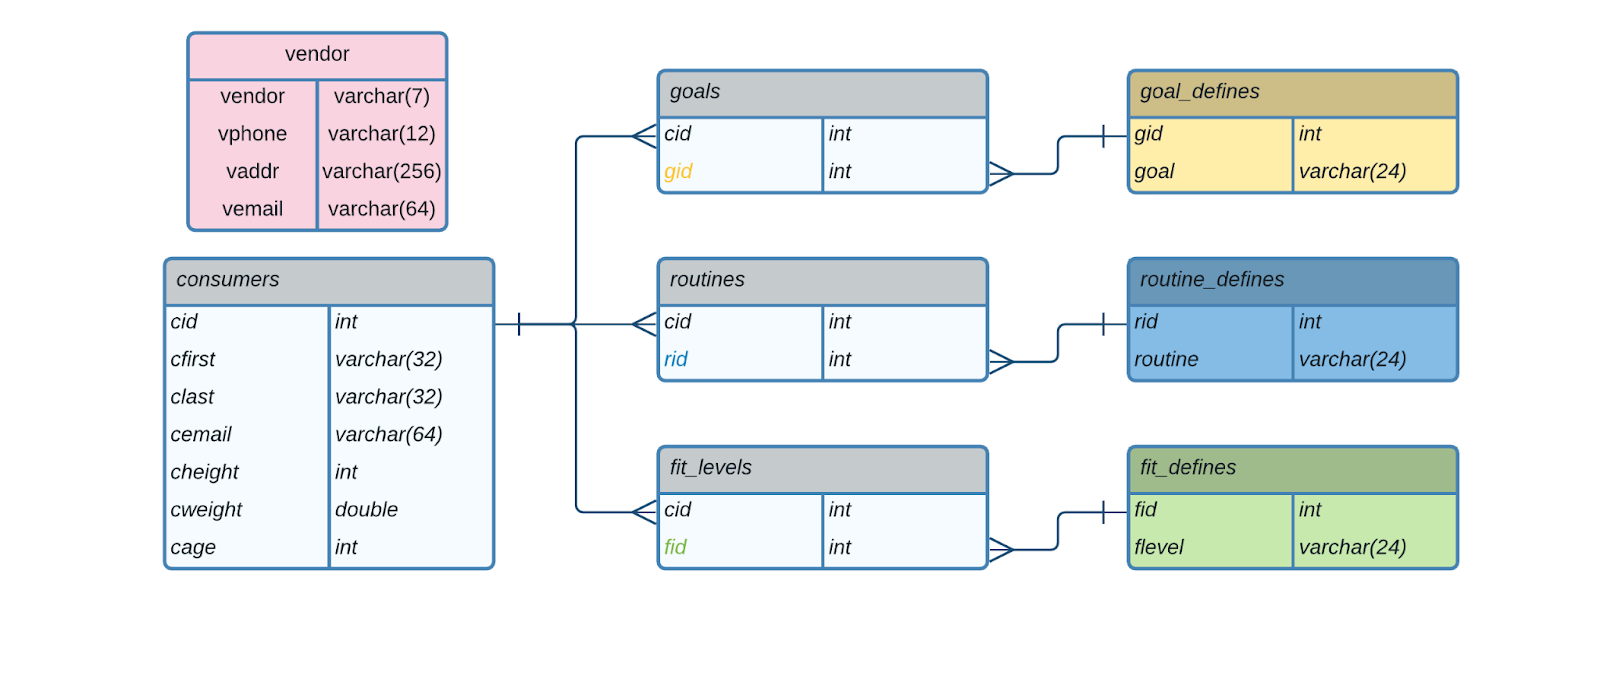 vendor
vendor varchar(7)
vphone varchar(12)
vaddr varchar(256)
vemail varchar(64)
consumers
cid int
cfirst varchar(32)
clast varchar(32)
cemail varchar(64)
cheight int
cweight double
cage int
goals
cid int
gid int
routines
cid int
rid int
fit_levels
cid int
fid int
goal_defines
gid int
goal varchar(24)
routine_defines
rid int
routine varchar(24)
fit_defines
fid int
flevel varchar(24)